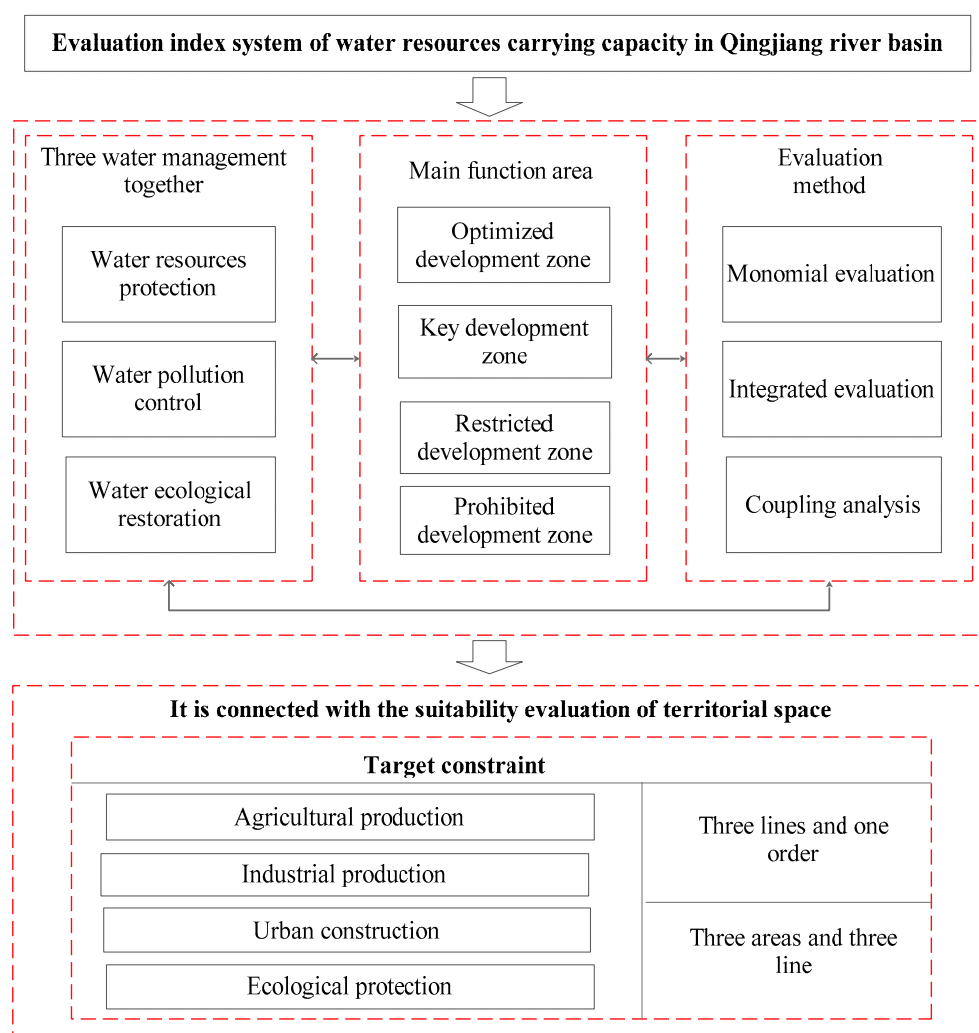 Evaluation index system of water resources carrying capacity in Qingjiang river basin
Three water management
together
Water resources
protection
Water pollution
control
Water ecological
restoration
Main function area
Optimized
development zone
Key development
zone
Restricted
development zone
Prohibited
development zone
Evaluation
method
Monomial evaluation
Integrated evaluation
Coupling analysis
It is connected with the suitability evaluation of territorial space
Target constraint
Agricultural production
Industrial production
Urban construction
Ecological protection
Three lines and one
order
Three areas and three
line